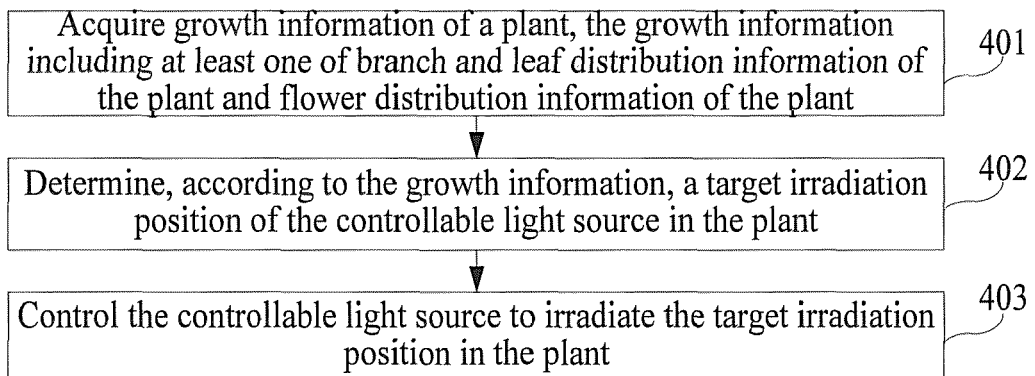 Acquire growth information of a plant, the growth information
including at least one of branch and leaf distribution information of
the plant and flower distribution information of the plant
401
Determine, according to the growth information, a target irradiation
position of the controllable light source in the plant
402
Control the controllable light source to irradiate the target irradiation
position in the plant
403